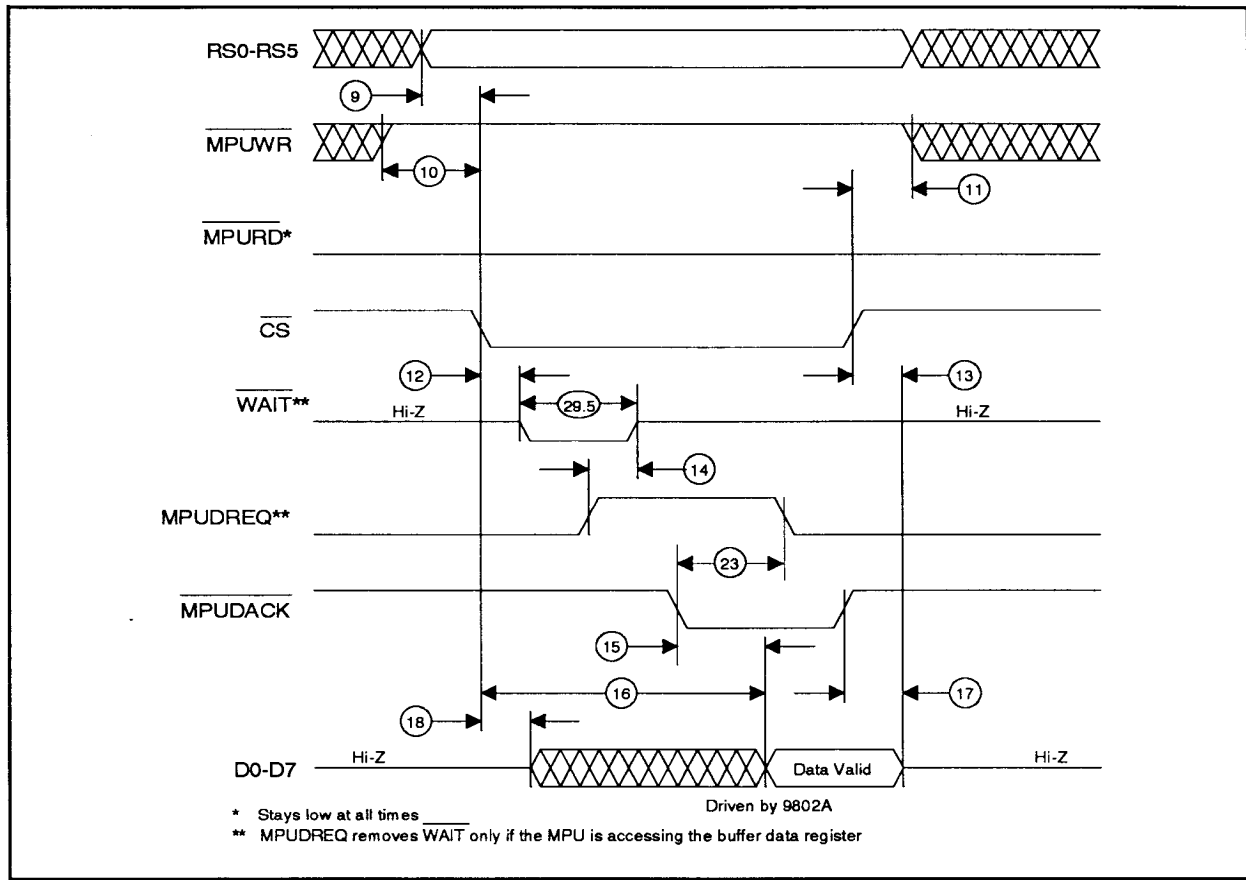 RS0-RS5
9
MPUWR
10
11
MPURD*
CS
12
13
WAIT**
Hi-Z
29.5
Hi-Z
14
MPUDREQ**
23
MPUDACK
15
16
17
18
D0-D7
Hi-Z
Data Valid
Hi-Z
Driven by 9802A
* Stays low at all times
** MPUDREQ removes WAIT only if the MPU is accessing the buffer data register